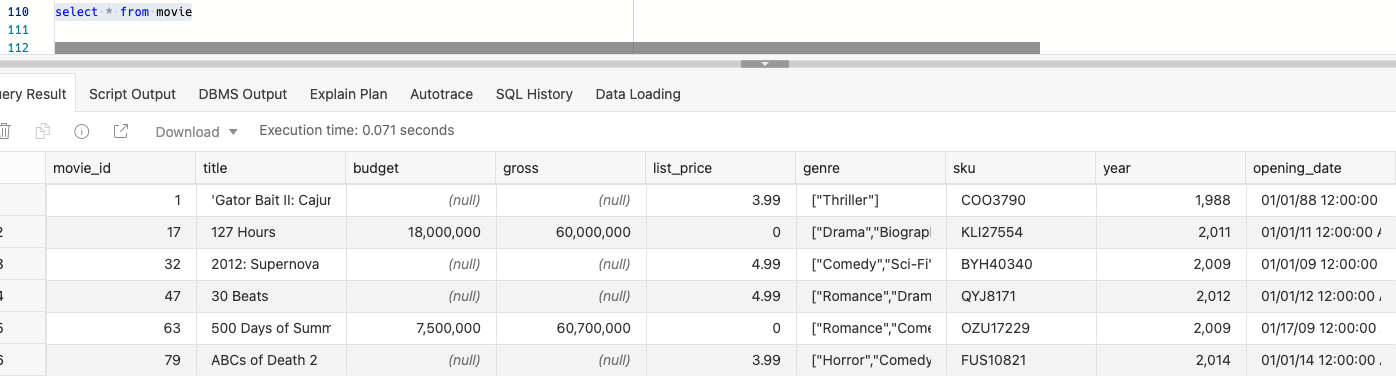 110 select * from movie
111
112
ery Result Script Output DBMS Output Explain Plan Autotrace SQL History Data Loading
Download Execution time: 0.071 seconds
movie_id title budget gross list_price genre sku year opening_date
1 'Gator Bait II: Cajun (null) (null) 3.99 ["Thriller"] COO3790 1,988 01/01/88 12:00:00
2 17 127 Hours 18,000,000 60,000,000 0 ["Drama","Biograp KLI27554 2,011 01/01/11 12:00:00 A
3 32 2012: Supernova (null) (null) 4.99 ["Comedy","Sci-Fi" BYH40340 2,009 01/01/09 12:00:00
4 47 30 Beats (null) (null) 4.99 ["Romance","Dram QYJ8171 2,012 01/01/12 12:00:00
5 63 500 Days of Summ 7,500,000 60,700,000 0 ["Romance","Come OZU17229 2,009 01/17/09 12:00:00
6 79 ABCs of Death 2 (null) (null) 3.99 ["Horror","Comedy FUS10821 2,014 01/01/14 12:00:00